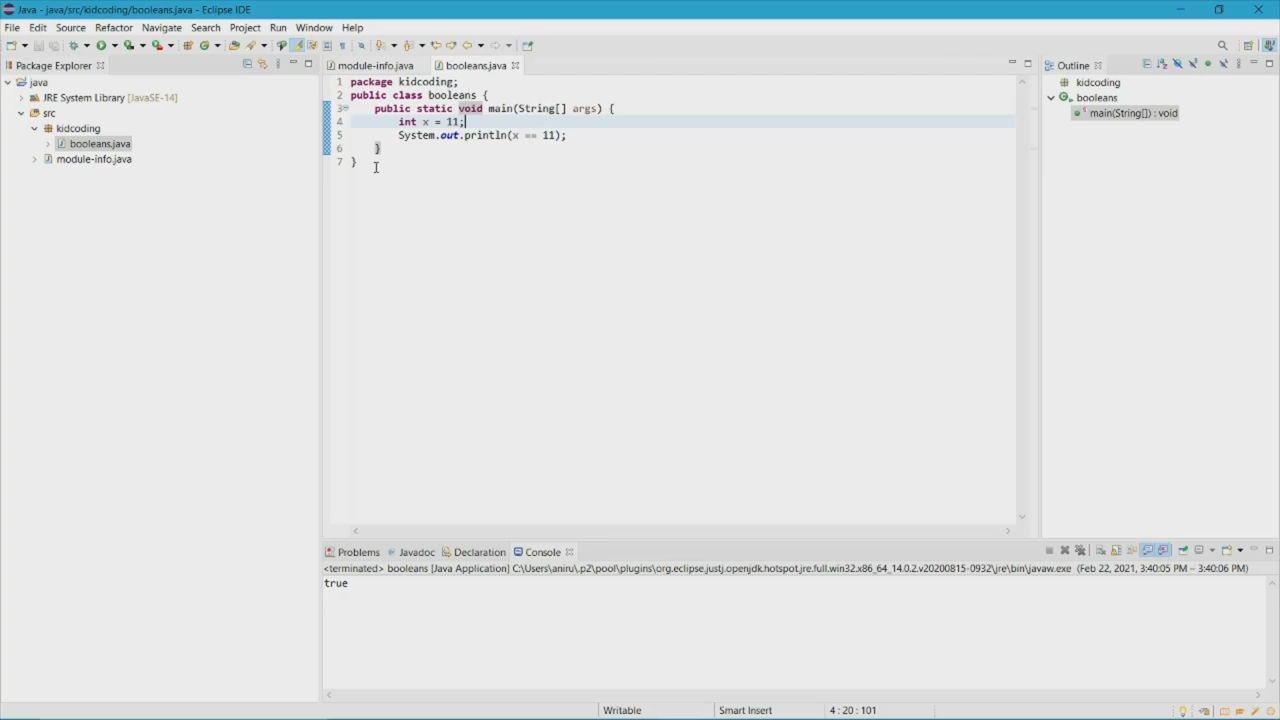 Java - java/src/kidcoding/booleans.java - Eclipse IDE
File Edit Source Refactor Navigate Search Project Run Window Help
Package Explorer
java
JRE System Library [JavaSE-14]
src
kidcoding
booleans.java
module-info.java
module-info.java booleans.java
1 package kidcoding;
2 public class booleans {
3 public static void main(String[] args) {
4 int x = 11;
5 System.out.println(x == 11);
6 }
7 }
Outline
kidcoding
booleans
main(String[]) : void
Problems Javadoc Declaration Console
<terminated> booleans [Java Application] C:\Users\aniru\.p2\pool\plugins\org.eclipse.justj.openjdk.hotspot.jre.full.win32.x86_64_14.0.2.v20200815-0932\jre\bin\javaw.exe (Feb 22, 2021, 3:40:05 PM – 3:40:06 PM)
true
Writable Smart Insert 4 : 20 : 101